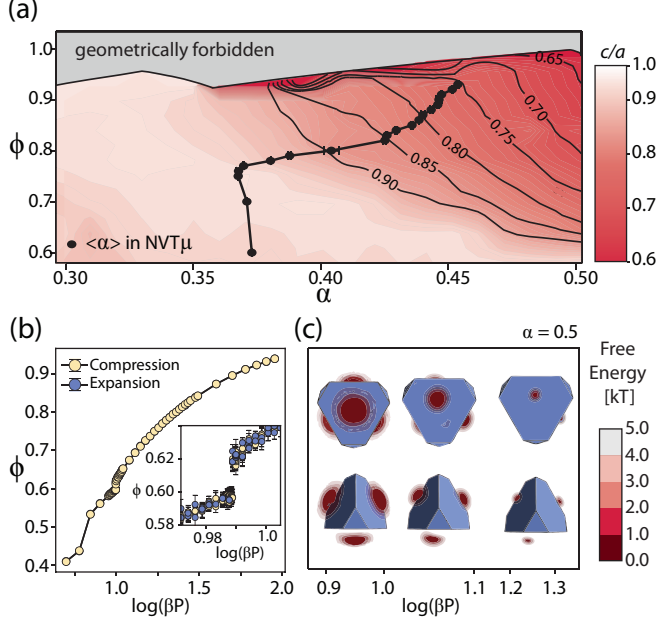 (a)
geometrically forbidden
c/a
1.0
0.9
0.8
0.7
0.6
ϕ
0.65
0.70
0.75
0.80
0.85
0.90
<α> in NVTμ
0.30
0.35
0.40
0.45
0.50
α
1.0
0.9
0.8
0.7
0.6
(b)
Compression
Expansion
0.9
0.8
0.7
0.6
0.5
0.4
ϕ
1.0
1.5
2.0
log(βP)
0.62
0.60
0.58
ϕ
0.98
1.0
log(βP)
(c)
α = 0.5
0.9
1.0
1.1
1.2
1.3
log(βP)
Free
Energy
[kT]
5.0
4.0
3.0
2.0
1.0
0.0